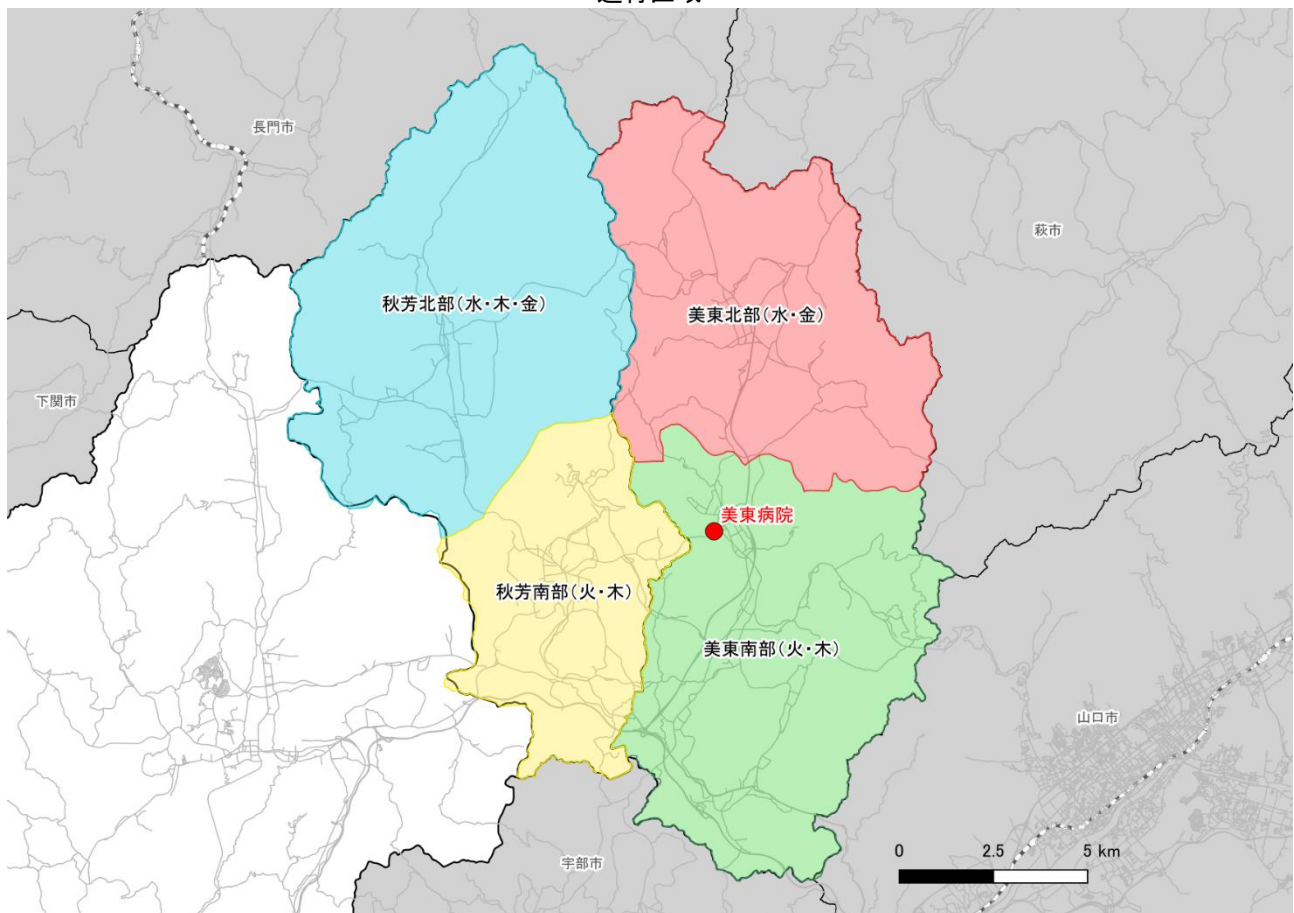 長門市
萩市
秋芳北部(水・木・金)
美東北部(水・金)
下関市
美東病院
秋芳南部(火・木)
美東南部(火・木)
山口市
宇部市
0 2.5 5 km